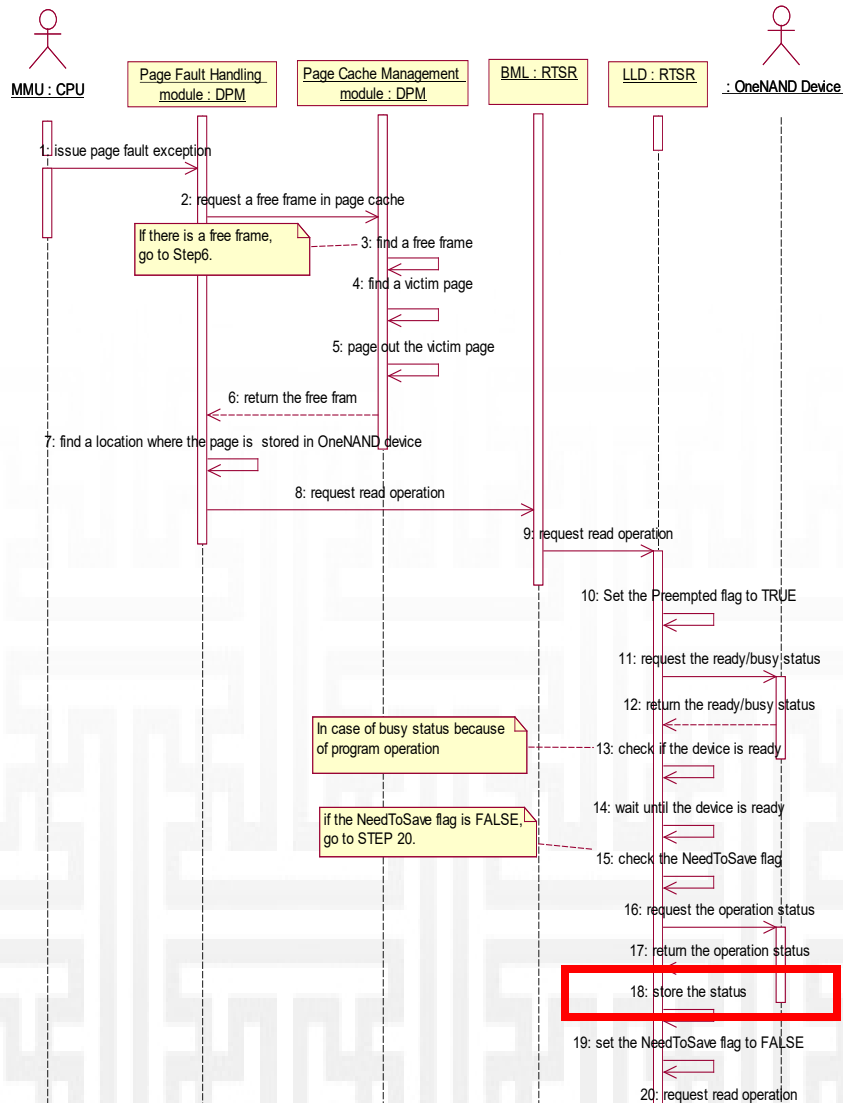 MMU : CPU
Page Fault Handling
module : DPM
Page Cache Management
module : DPM
BML : RTSR
LLD : RTSR
: OneNAND Device
1: issue page fault exception
2: request a free frame in page cache
If there is a free frame,
go to Step6.
3: find a free frame
4: find a victim page
5: page out the victim page
6: return the free fram
7: find a location where the page is stored in OneNAND device
8: request read operation
9: request read operation
10: Set the Preempted flag to TRUE
11: request the ready/busy status
12: return the ready/busy status
In case of busy status because
of program operation
13: check if the device is ready
14: wait until the device is ready
if the NeedToSave flag is FALSE,
go to STEP 20.
15: check the NeedToSave flag
16: request the operation status
17: return the operation status
18: store the status
19: set the NeedToSave flag to FALSE
20: request read operation